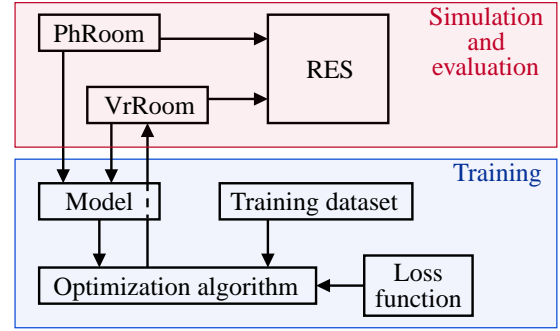 PhRoom
Simulation
and
evaluation
RES
VrRoom
Training
Model
Training dataset
Optimization algorithm
Loss
function